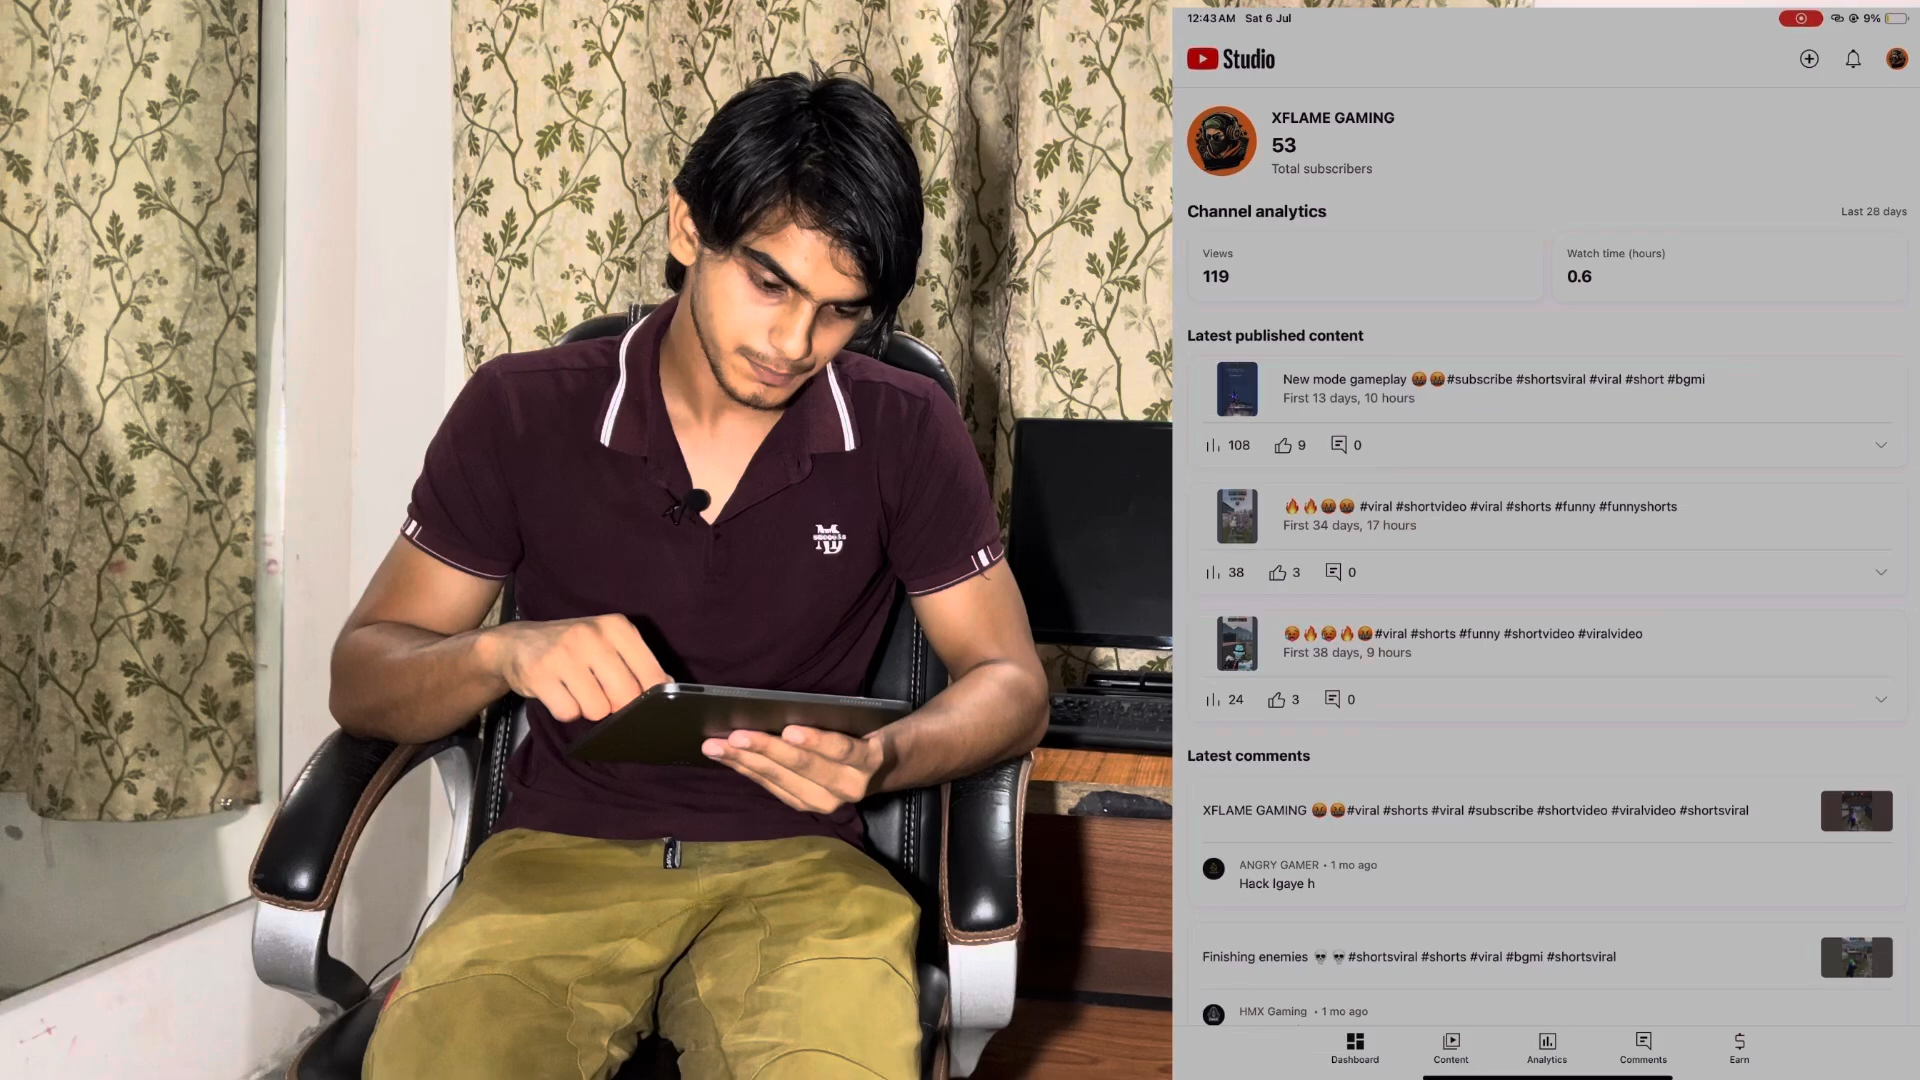 12:43 AM Sat 6 Jul
9%
Studio
XFLAME GAMING
53
Total subscribers
Channel analytics
Last 28 days
Views
119
Watch time (hours)
0.6
Latest published content
New mode gameplay 🤬🤬#subscribe #shortsviral #viral #short #bgmi
First 13 days, 10 hours
108 9 0
🔥🔥🤬🤬 #viral #shortvideo #viral #shorts #funny #funnyshorts
First 34 days, 17 hours
38 3 0
🥵🔥🥵🔥🤬#viral #shorts #funny #shortvideo #viralvideo
First 38 days, 9 hours
24 3 0
Latest comments
XFLAME GAMING 🤬🤬#viral #shorts #viral #subscribe #shortvideo #viralvideo #shortsviral
ANGRY GAMER • 1 mo ago
Hack lgaye h
Finishing enemies 💀💀#shortsviral #shorts #viral #bgmi #shortsviral
HMX Gaming • 1 mo ago
Dashboard
Content
Analytics
Comments
Earn